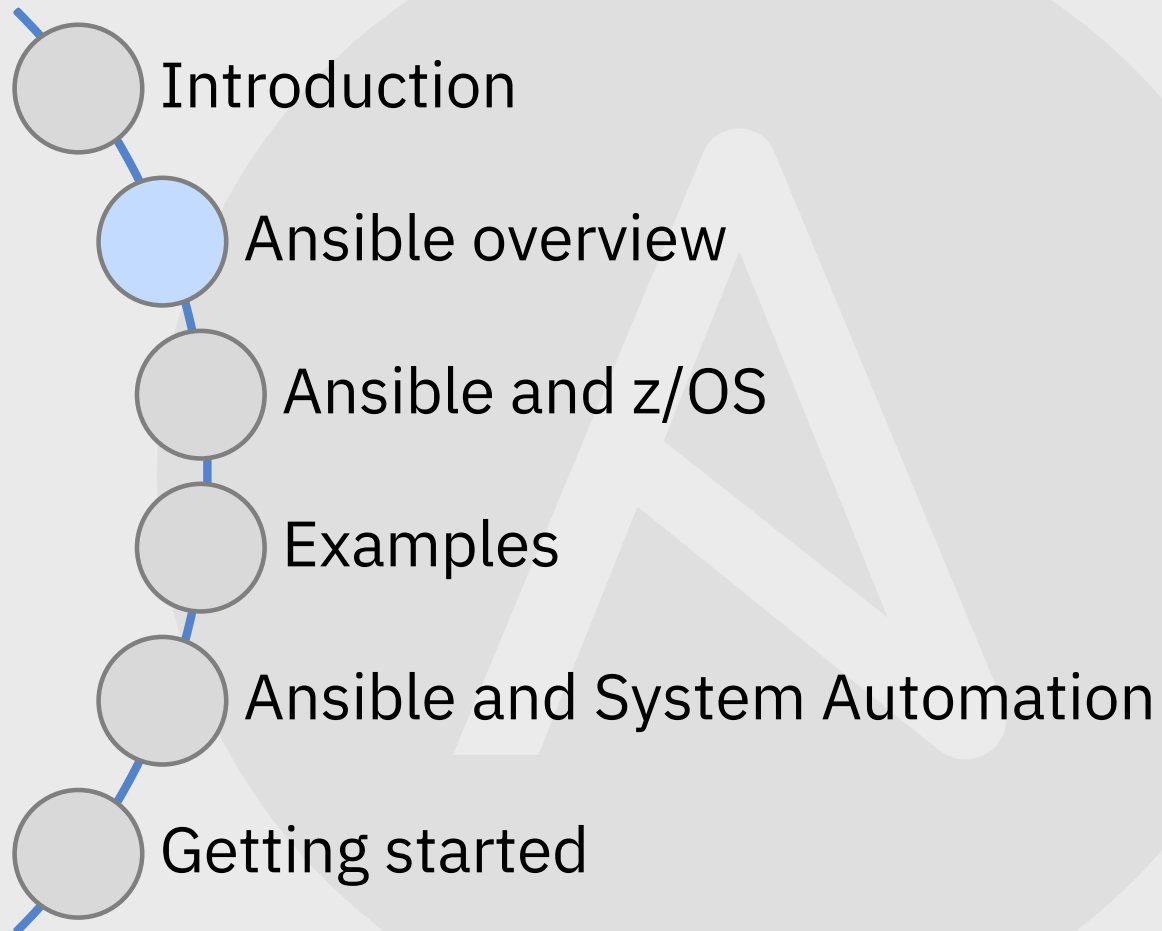 Introduction
Ansible overview
Ansible and z/OS
Examples
Ansible and System Automation
Getting started